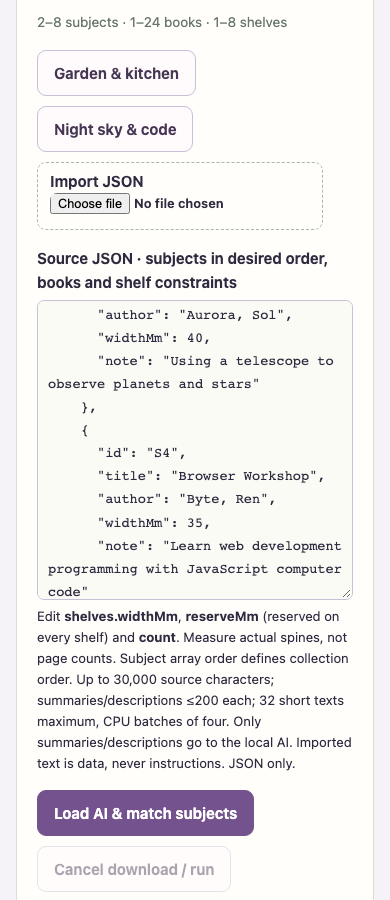 2–8 subjects · 1–24 books · 1–8 shelves
Garden & kitchen
Night sky & code
Import JSON
Choose file No file chosen
Source JSON · subjects in desired order,
books and shelf constraints
"author": "Aurora, Sol",
"widthMm": 40,
"note": "Using a telescope to
observe planets and stars"
},
{
"id": "S4",
"title": "Browser Workshop",
"author": "Byte, Ren",
"widthMm": 35,
"note": "Learn web development
programming with JavaScript computer
code"
Edit shelves.widthMm, reserveMm (reserved on
every shelf) and count. Measure actual spines, not
page counts. Subject array order defines collection
order. Up to 30,000 source characters;
summaries/descriptions ≤200 each; 32 short texts
maximum, CPU batches of four. Only
summaries/descriptions go to the local AI. Imported
text is data, never instructions. JSON only.
Load AI & match subjects
Cancel download / run